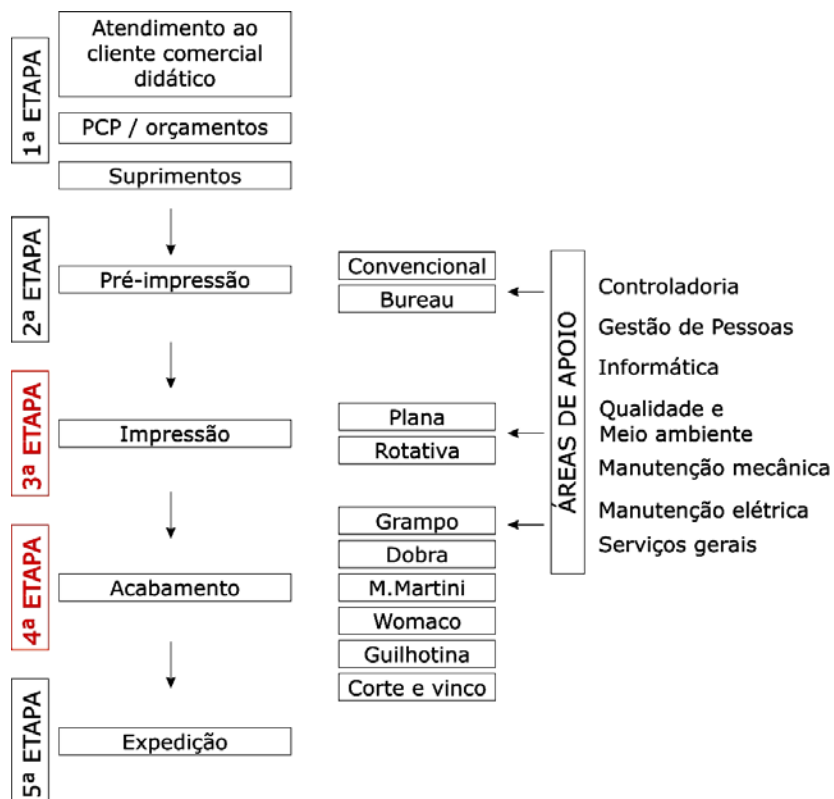 1ª ETAPA
Atendimento ao
cliente comercial
didático
PCP / orçamentos
Suprimentos
2ª ETAPA
Pré-impressão
Convencional
Bureau
3ª ETAPA
Impressão
Plana
Rotativa
4ª ETAPA
Acabamento
Grampo
Dobra
M.Martini
Womaco
Guilhotina
Corte e vinco
5ª ETAPA
Expedição
ÁREAS DE APOIO
Controladoria
Gestão de Pessoas
Informática
Qualidade e
Meio ambiente
Manutenção mecânica
Manutenção elétrica
Serviços gerais